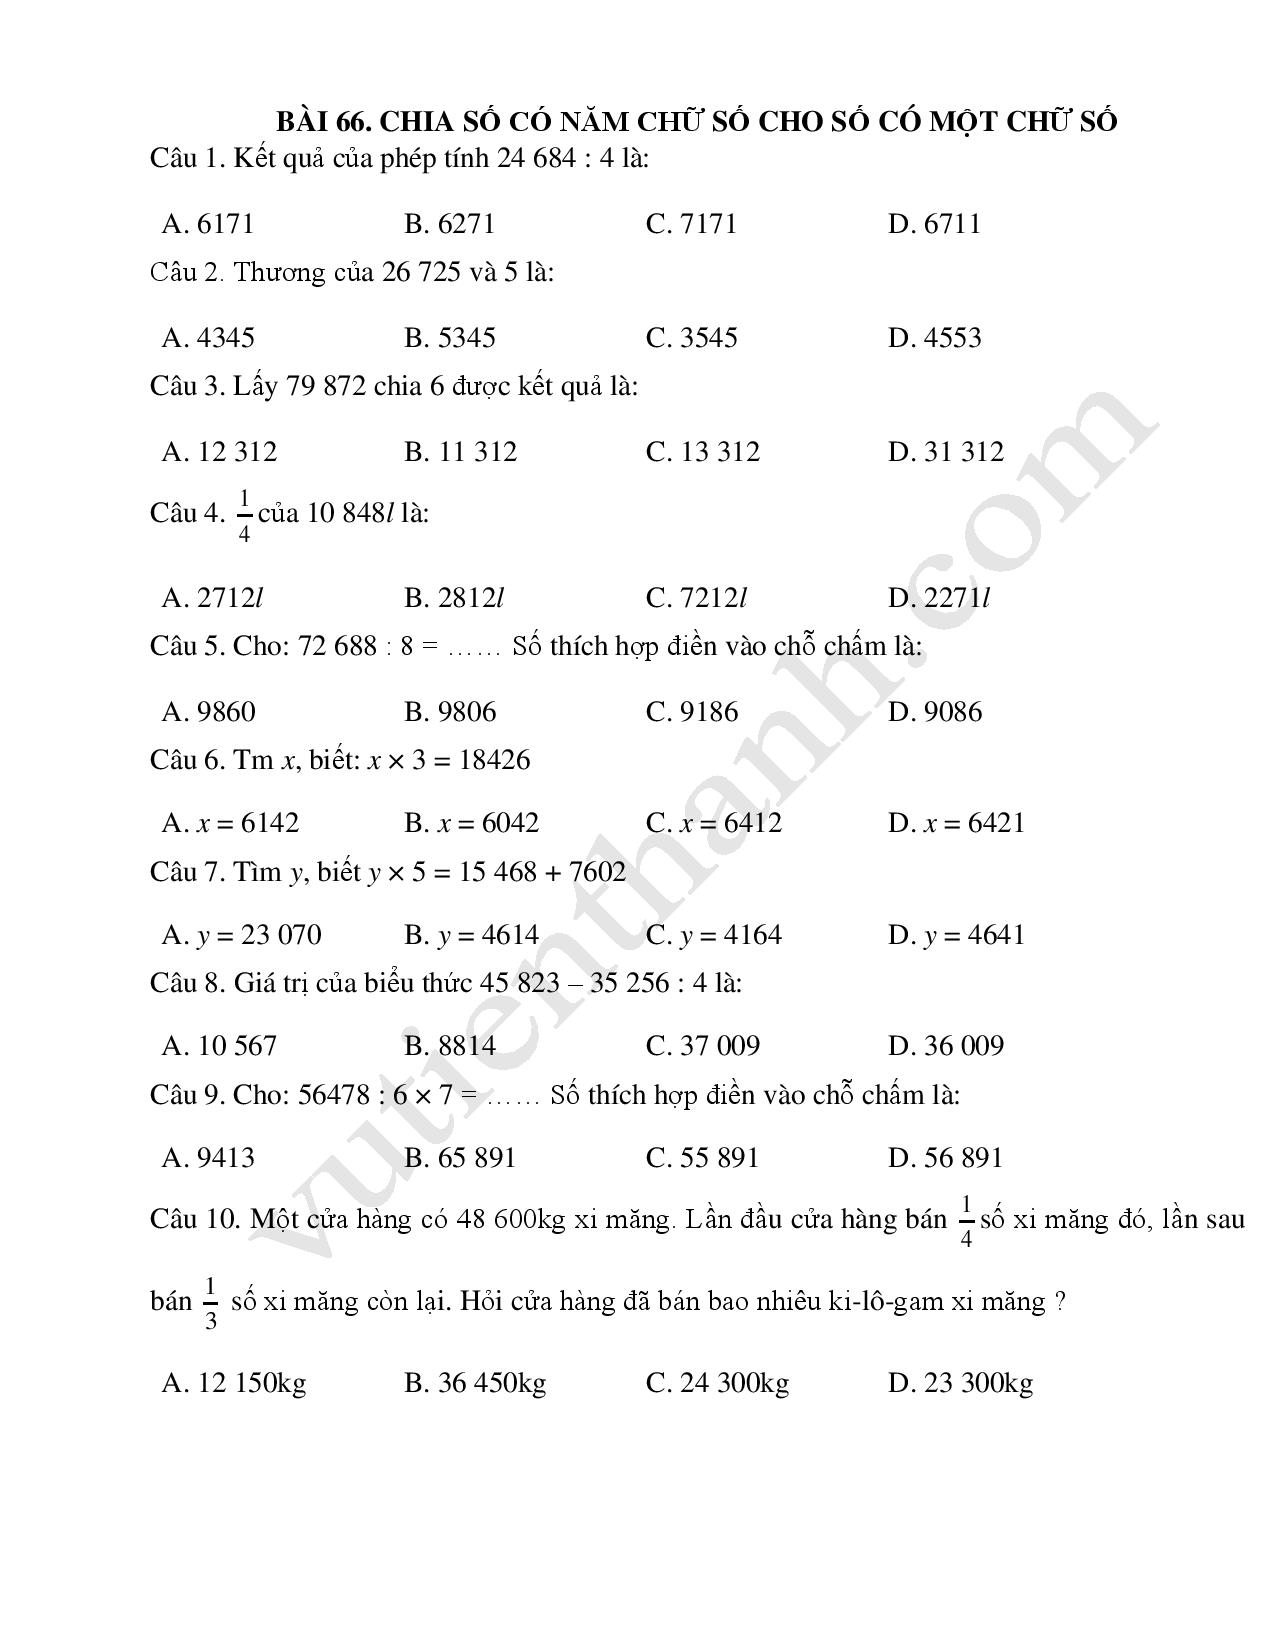 BÀI 66. CHIA SỐ CÓ NĂM CHỮ SỐ CHO SỐ CÓ MỘT CHỮ SỐ
Câu 1. Kết quả của phép tính 24 684 : 4 là:
A. 6171 B. 6271 C. 7171 D. 6711
Câu 2. Thương của 26 725 và 5 là:
A. 4345 B. 5345 C. 3545 D. 4553
Câu 3. Lấy 79 872 chia 6 được kết quả là:
A. 12 312 B. 11 312 C. 13 312 D. 31 312
Câu 4. 1/4 của 10 848l là:
A. 2712l B. 2812l C. 7212l D. 2271l
Câu 5. Cho: 72 688 : 8 = …… Số thích hợp điền vào chỗ chấm là:
A. 9860 B. 9806 C. 9186 D. 9086
Câu 6. Tm x, biết: x × 3 = 18426
A. x = 6142 B. x = 6042 C. x = 6412 D. x = 6421
Câu 7. Tìm y, biết y × 5 = 15 468 + 7602
A. y = 23 070 B. y = 4614 C. y = 4164 D. y = 4641
Câu 8. Giá trị của biểu thức 45 823 – 35 256 : 4 là:
A. 10 567 B. 8814 C. 37 009 D. 36 009
Câu 9. Cho: 56478 : 6 × 7 = …… Số thích hợp điền vào chỗ chấm là:
A. 9413 B. 65 891 C. 55 891 D. 56 891
Câu 10. Một cửa hàng có 48 600kg xi măng. Lần đầu cửa hàng bán 1/4 số xi măng đó, lần sau
bán 1/3 số xi măng còn lại. Hỏi cửa hàng đã bán bao nhiêu ki-lô-gam xi măng ?
A. 12 150kg B. 36 450kg C. 24 300kg D. 23 300kg
vutienthanh.com